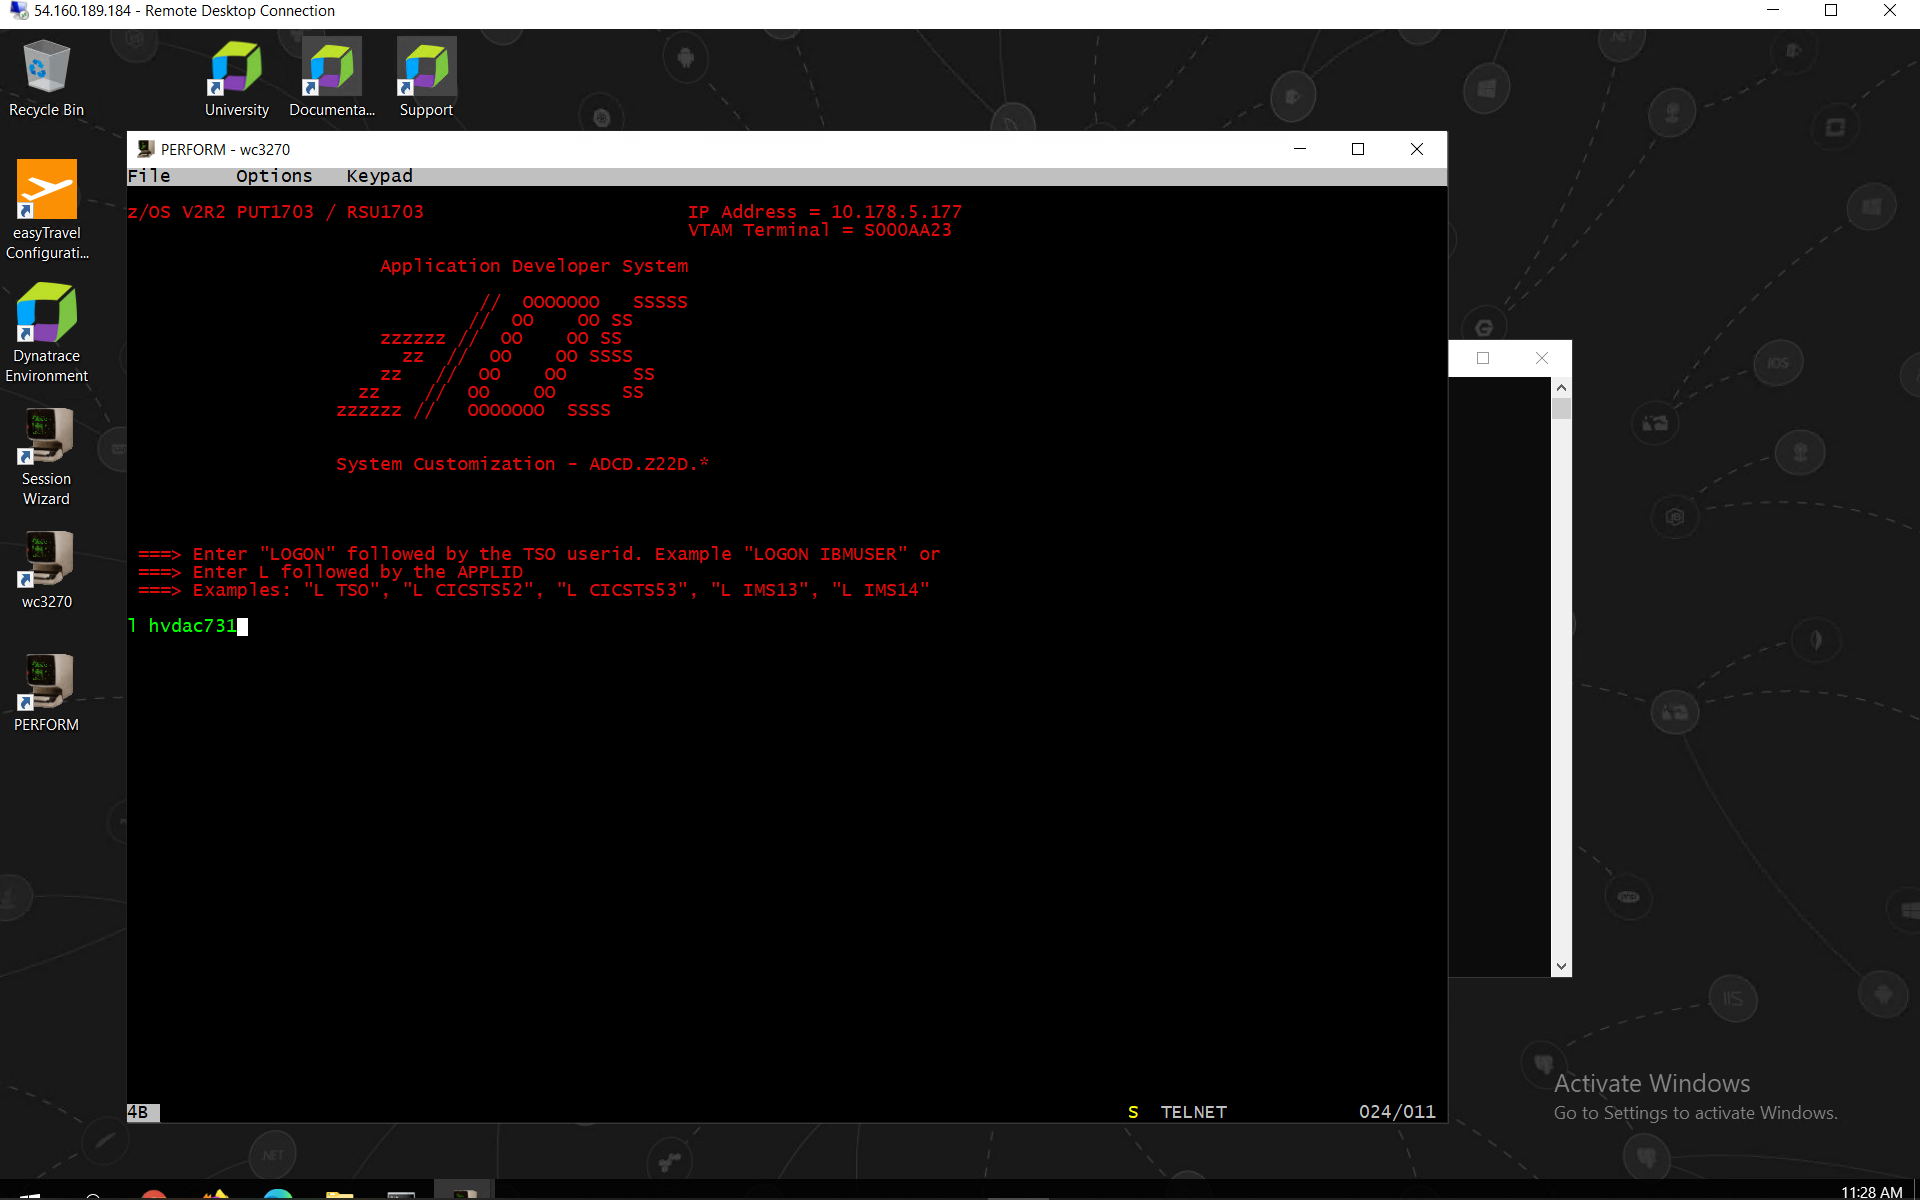 54.160.189.184 - Remote Desktop Connection
Recycle Bin
University
Documenta...
Support
easyTravel
Configurati...
Dynatrace
Environment
Session
Wizard
wc3270
PERFORM
PERFORM - wc3270
File Options Keypad
z/OS V2R2 PUT1703 / RSU1703 IP Address = 10.178.5.177
VTAM Terminal = S000AA23
Application Developer System
// OOOOOOO SSSSS
// OO OO SS
zzzzzz // OO OO SS
zz // OO OO SSSS
zz // OO OO SS
zz // OO OO SS
zzzzzz // OOOOOOO SSSS
System Customization - ADCD.Z22D.*
===> Enter "LOGON" followed by the TSO userid. Example "LOGON IBMUSER" or
===> Enter L followed by the APPLID
===> Examples: "L TSO", "L CICSTS52", "L CICSTS53", "L IMS13", "L IMS14"
l hvdac731
4B S TELNET 024/011
.NET
iOS
php
IIS
.NET
Activate Windows
Go to Settings to activate Windows.
11:28 AM